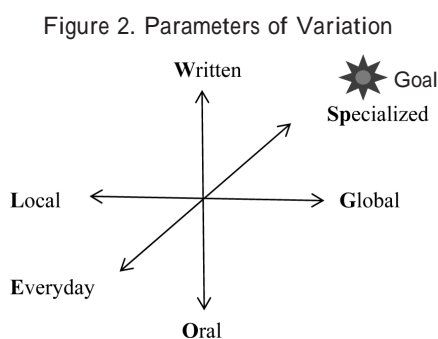 Figure 2. Parameters of Variation
Written
Goal
Specialized
Local
Global
Everyday
Oral